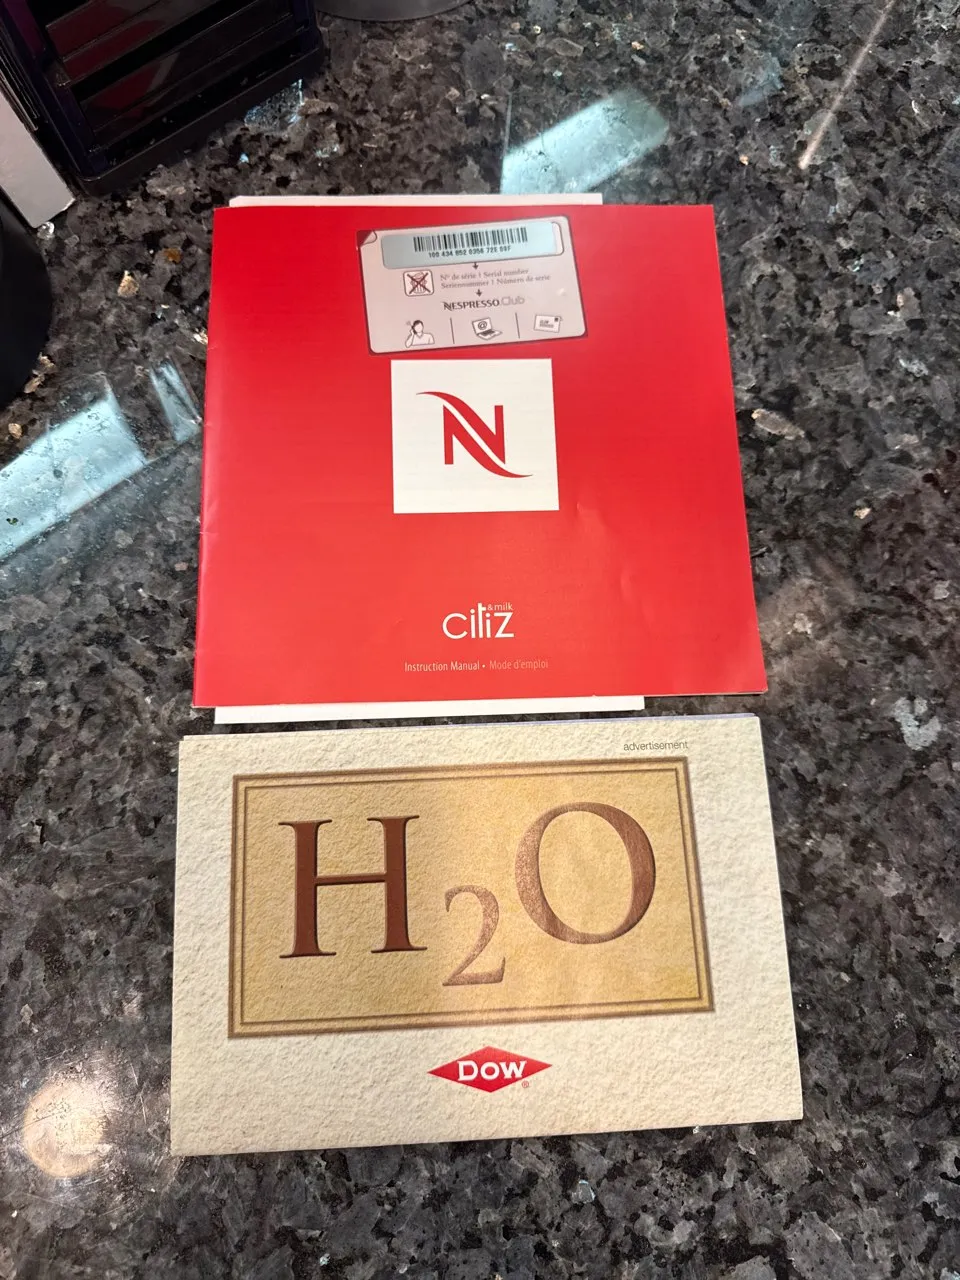 N° de série | Serial number
Seriennummer | Número de serie
NESPRESSO.Club
@
N
& milk
citiz
Instruction Manual • Mode d'emploi
advertisement
H2O
DOW®